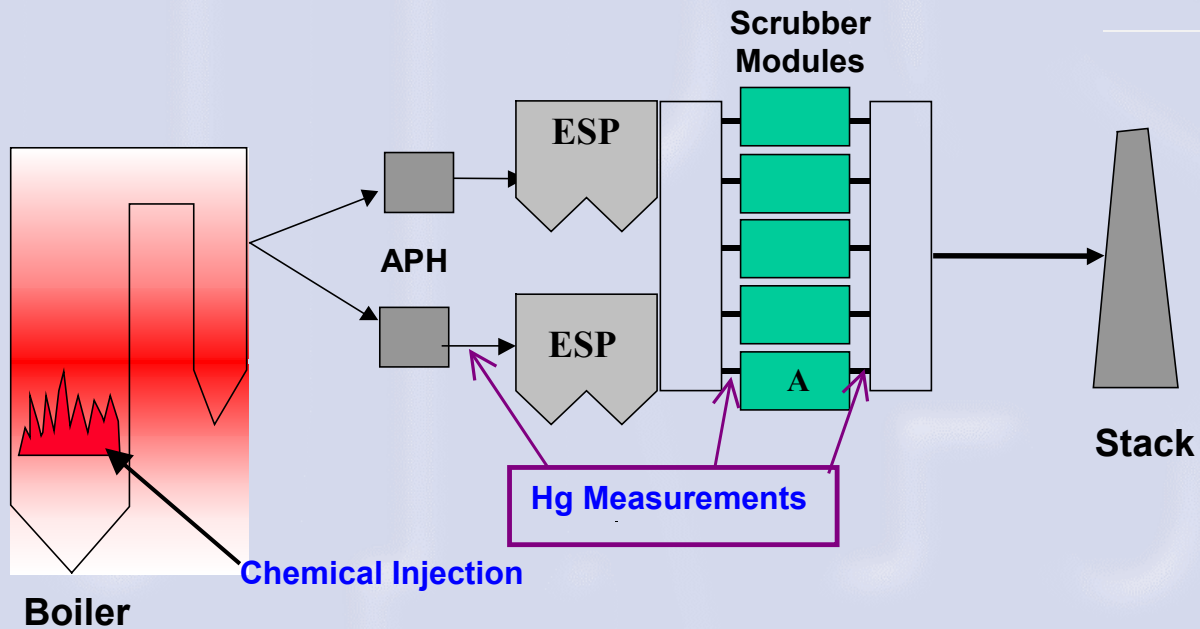 Scrubber
Modules
ESP
APH
ESP
A
Hg Measurements
Stack
Chemical Injection
Boiler